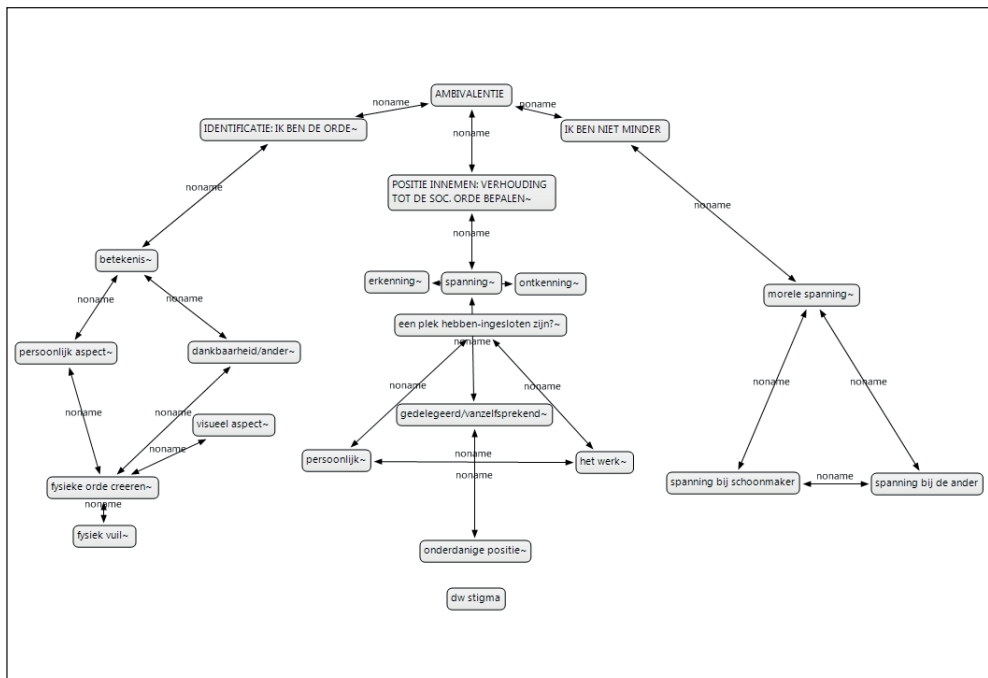 AMBIVALENTIE
noname
noname
noname
IDENTIFICATIE: IK BEN DE ORDE~
IK BEN NIET MINDER
noname
POSITIE INNEMEN: VERHOUDING
TOT DE SOC. ORDE BEPALEN~
noname
noname
betekenis~
erkenning~
spanning~
ontkenning~
morele spanning~
noname
noname
een plek hebben-ingesloten zijn?~
noname
persoonlijk aspect~
dankbaarheid/ander~
noname
noname
noname
noname
noname
noname
gedelegeerd/vanzelfsprekend~
visueel aspect~
noname
persoonlijk~
noname
het werk~
noname
fysieke orde creeren~
spanning bij schoonmaker
noname
spanning bij de ander
noname
fysiek vuil~
onderdanige positie~
dw stigma